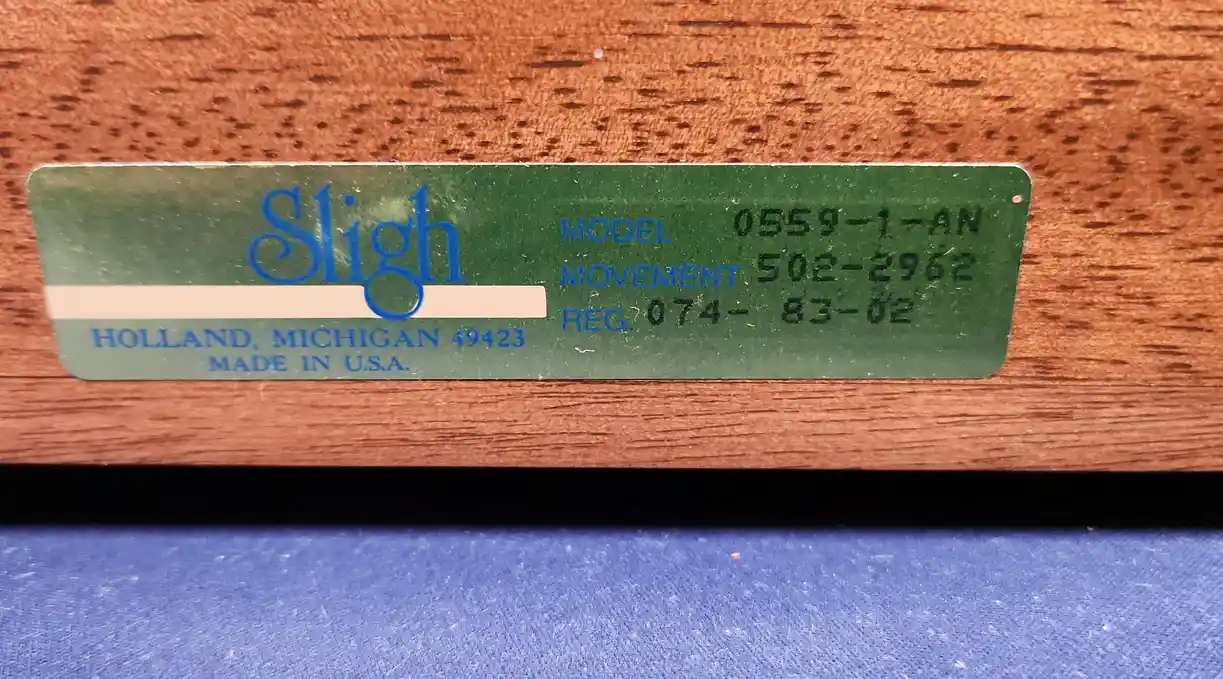 Sligh
HOLLAND, MICHIGAN 49423
MADE IN U.S.A.
MODEL 0559-1-AN
MOVEMENT 502-2962
REG. 074- 83-02